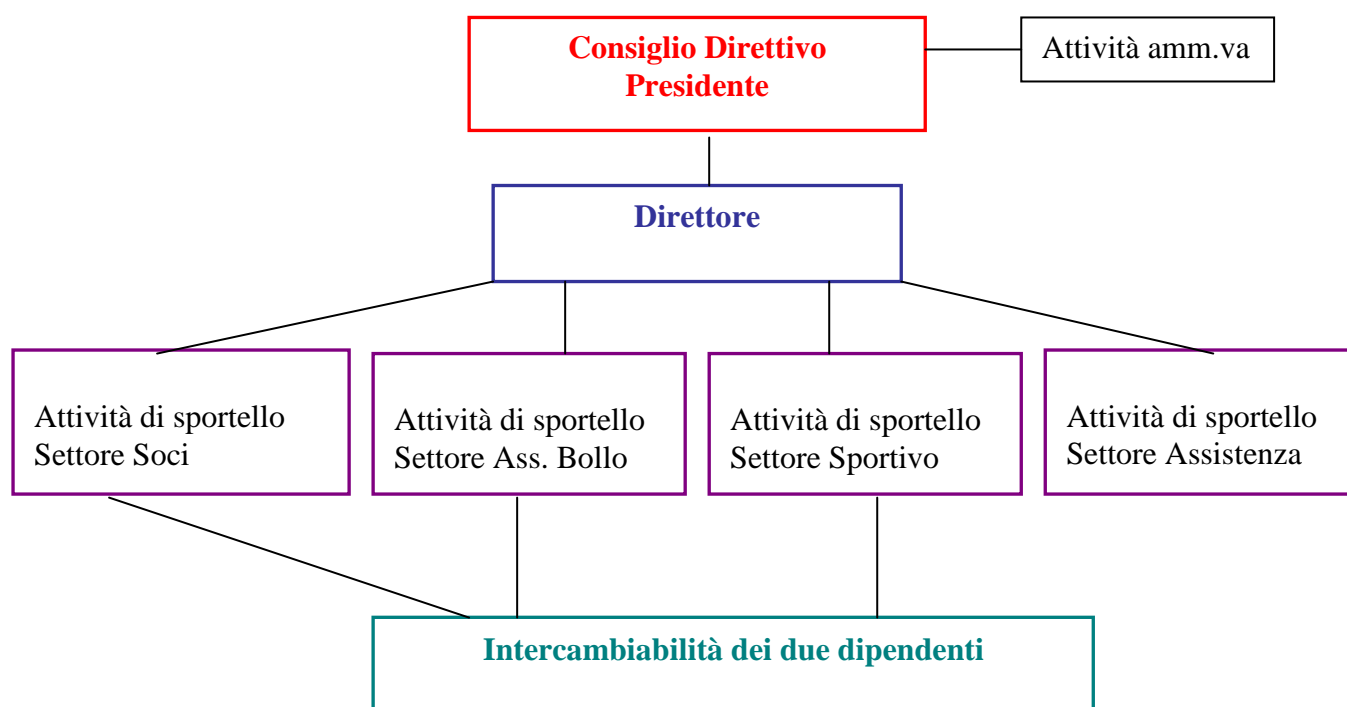 Consiglio Direttivo
Presidente
Attività amm.va
Direttore
Attività di sportello
Settore Soci
Attività di sportello
Settore Ass. Bollo
Attività di sportello
Settore Sportivo
Attività di sportello
Settore Assistenza
Intercambiabilità dei due dipendenti